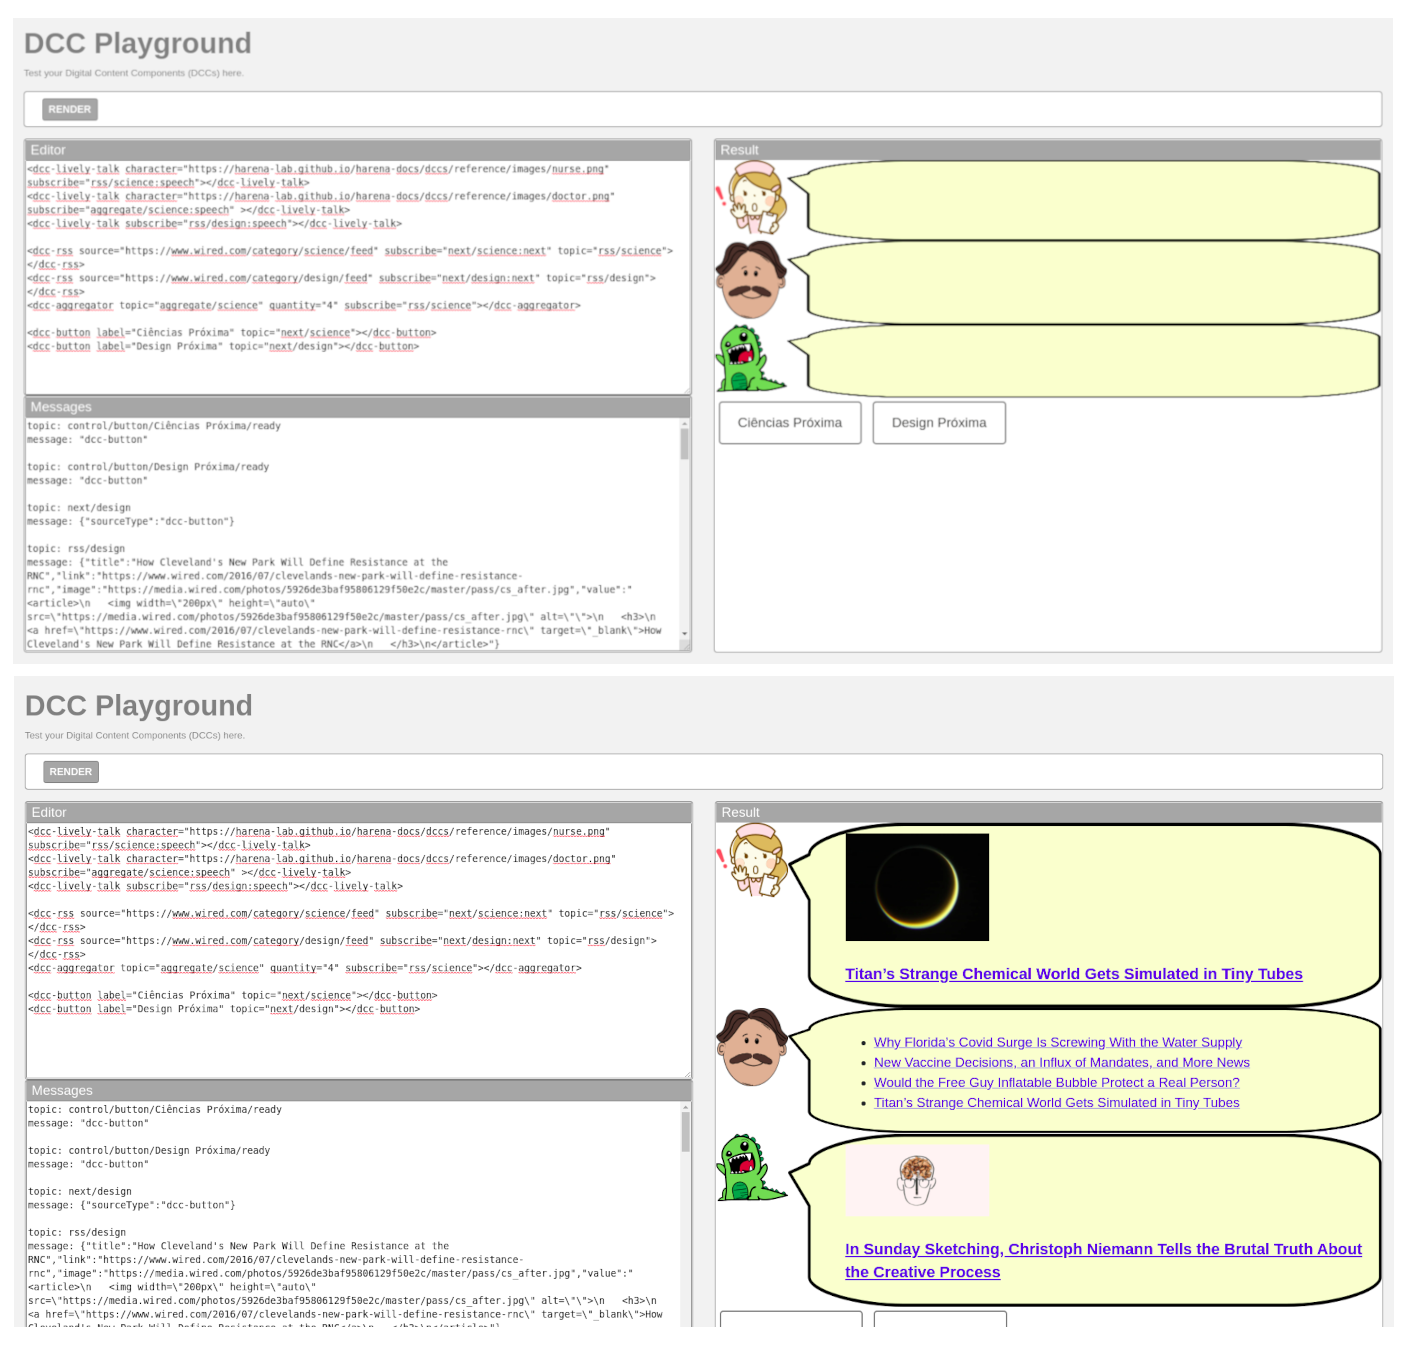 DCC Playground
Test your Digital Content Components (DCCs) here.
RENDER
Editor
<dcc-lively-talk character="https://harena-lab.github.io/harena-docs/dccs/reference/images/nurse.png"
subscribe="rss/science:speech"></dcc-lively-talk>
<dcc-lively-talk character="https://harena-lab.github.io/harena-docs/dccs/reference/images/doctor.png"
subscribe="aggregate/science:speech" ></dcc-lively-talk>
<dcc-lively-talk subscribe="rss/design:speech"></dcc-lively-talk>
<dcc-rss source="https://www.wired.com/category/science/feed" subscribe="next/science:next" topic="rss/science">
</dcc-rss>
<dcc-rss source="https://www.wired.com/category/design/feed" subscribe="next/design:next" topic="rss/design">
</dcc-rss>
<dcc-aggregator topic="aggregate/science" quantity="4" subscribe="rss/science"></dcc-aggregator>
<dcc-button label="Ciências Próxima" topic="next/science"></dcc-button>
<dcc-button label="Design Próxima" topic="next/design"></dcc-button>
Messages
topic: control/button/Ciências Próxima/ready
message: "dcc-button"
topic: control/button/Design Próxima/ready
message: "dcc-button"
topic: next/design
message: {"sourceType":"dcc-button"}
topic: rss/design
message: {"title":"How Cleveland's New Park Will Define Resistance at the
RNC","link":"https://www.wired.com/2016/07/clevelands-new-park-will-define-resistance-
rnc","image":"https://media.wired.com/photos/5926de3baf95806129f50e2c/master/pass/cs_after.jpg","value":"
<article>\n   <img width=\"200px\" height=\"auto\"
src=\"https://media.wired.com/photos/5926de3baf95806129f50e2c/master/pass/cs_after.jpg\" alt=\"\">\n   <h3>\n
<a href=\"https://www.wired.com/2016/07/clevelands-new-park-will-define-resistance-rnc\" target=\"_blank\">How
Cleveland's New Park Will Define Resistance at the RNC</a>\n   </h3>\n</article>"}
Result
Ciências Próxima
Design Próxima
DCC Playground
Test your Digital Content Components (DCCs) here.
RENDER
Editor
<dcc-lively-talk character="https://harena-lab.github.io/harena-docs/dccs/reference/images/nurse.png"
subscribe="rss/science:speech"></dcc-lively-talk>
<dcc-lively-talk character="https://harena-lab.github.io/harena-docs/dccs/reference/images/doctor.png"
subscribe="aggregate/science:speech" ></dcc-lively-talk>
<dcc-lively-talk subscribe="rss/design:speech"></dcc-lively-talk>
<dcc-rss source="https://www.wired.com/category/science/feed" subscribe="next/science:next" topic="rss/science">
</dcc-rss>
<dcc-rss source="https://www.wired.com/category/design/feed" subscribe="next/design:next" topic="rss/design">
</dcc-rss>
<dcc-aggregator topic="aggregate/science" quantity="4" subscribe="rss/science"></dcc-aggregator>
<dcc-button label="Ciências Próxima" topic="next/science"></dcc-button>
<dcc-button label="Design Próxima" topic="next/design"></dcc-button>
Messages
topic: control/button/Ciências Próxima/ready
message: "dcc-button"
topic: control/button/Design Próxima/ready
message: "dcc-button"
topic: next/design
message: {"sourceType":"dcc-button"}
topic: rss/design
message: {"title":"How Cleveland's New Park Will Define Resistance at the
RNC","link":"https://www.wired.com/2016/07/clevelands-new-park-will-define-resistance-
rnc","image":"https://media.wired.com/photos/5926de3baf95806129f50e2c/master/pass/cs_after.jpg","value":"
<article>\n   <img width=\"200px\" height=\"auto\"
src=\"https://media.wired.com/photos/5926de3baf95806129f50e2c/master/pass/cs_after.jpg\" alt=\"\">\n   <h3>\n
<a href=\"https://www.wired.com/2016/07/clevelands-new-park-will-define-resistance-rnc\" target=\"_blank\">How
Result
Titan’s Strange Chemical World Gets Simulated in Tiny Tubes
• Why Florida’s Covid Surge Is Screwing With the Water Supply
• New Vaccine Decisions, an Influx of Mandates, and More News
• Would the Free Guy Inflatable Bubble Protect a Real Person?
• Titan’s Strange Chemical World Gets Simulated in Tiny Tubes
In Sunday Sketching, Christoph Niemann Tells the Brutal Truth About
the Creative Process